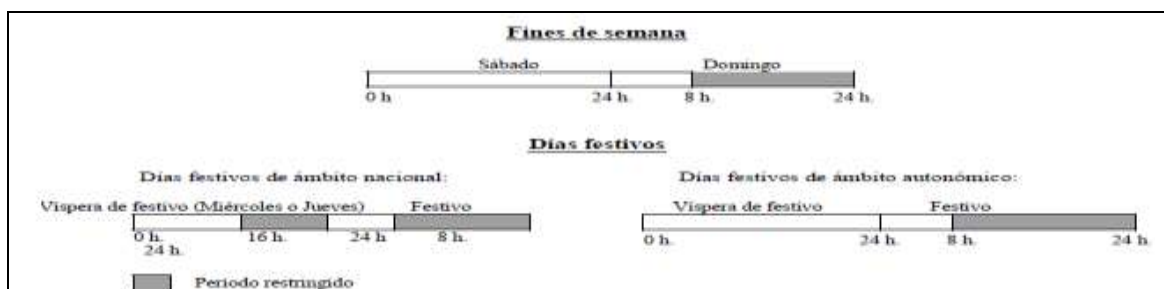 Fines de semana
Sábado Domingo
0 h 24 h. 8 h. 24 h.
Días festivos
Días festivos de ámbito nacional: Días festivos de ámbito autonómico:
Víspera de festivo (Miércoles o Jueves) Festivo Víspera de festivo Festivo
0 h. 16 h. 24 h 8 h. 0 h. 24 h. 8 h. 24 h.
24 h.
Período restringido